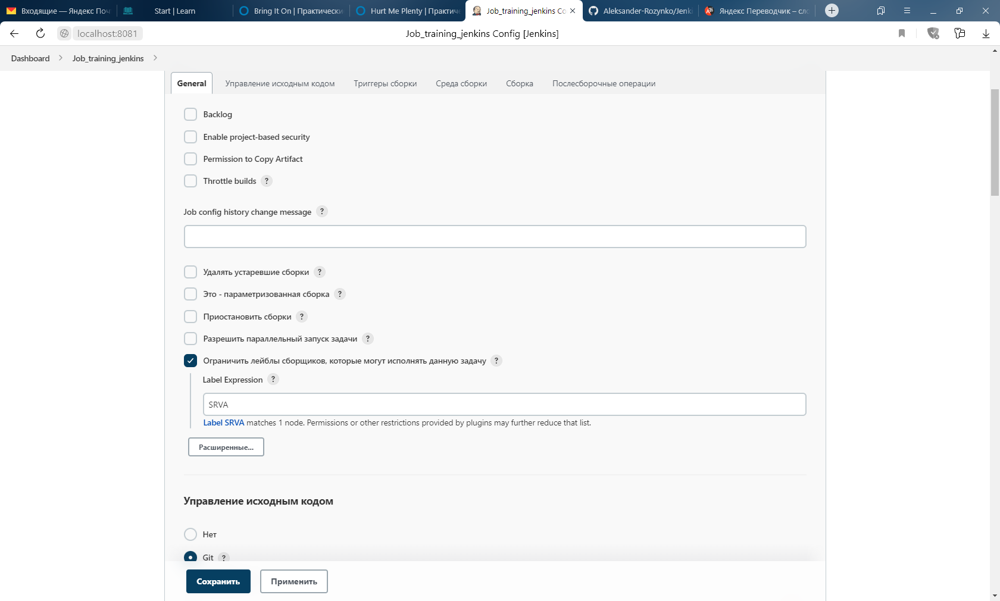 Входящие — Яндекс Поч
Start | Learn
Bring It On | Практически
Hurt Me Plenty | Практиче
Job_training_jenkins Co
Aleksander-Rozynko/Jenki
Яндекс Переводчик – сло
localhost:8081
Job_training_jenkins Config [Jenkins]
Dashboard
Job_training_jenkins
General
Управление исходным кодом
Триггеры сборки
Среда сборки
Сборка
Послесборочные операции
Backlog
Enable project-based security
Permission to Copy Artifact
Throttle builds ?
Job config history change message ?
Удалять устаревшие сборки ?
Это - параметризованная сборка ?
Приостановить сборки ?
Разрешить параллельный запуск задачи ?
Ограничить лейблы сборщиков, которые могут исполнять данную задачу ?
Label Expression ?
SRVA
Label SRVA matches 1 node. Permissions or other restrictions provided by plugins may further reduce that list.
Расширенные...
Управление исходным кодом
Нет
Git ?
Сохранить
Применить